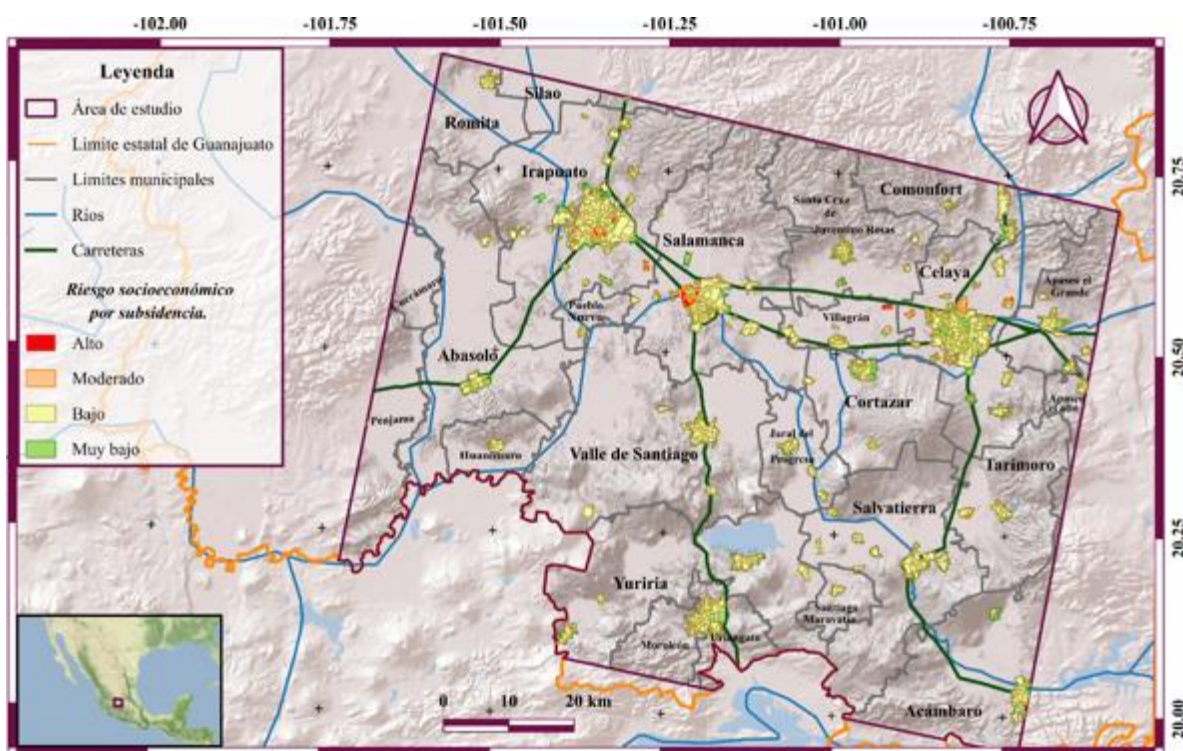 -102.00
-101.75
-101.50
-101.25
-101.00
-100.75
Leyenda
Área de estudio
Limite estatal de Guanajuato
Limites municipales
Ríos
Carreteras
Riesgo socioeconómico
por subsidencia.
Alto
Moderado
Bajo
Muy bajo
Silao
Romita
Irapuato
Comonfort
Santa Cruz
de
Juventino Rosas
Salamanca
Celaya
Apaseo el
Grande
Pueblo
Nuevo
Villagrán
Abasolo
Cortazar
Penjamo
Huanimaro
Valle de Santiago
Jaral del
Progreso
Tarimoro
Salvatierra
Yuriria
Santiago
Maravatío
Moroleón
Uriangato
Acámbaro
0 10 20 km
20.75
20.50
20.25
20.00